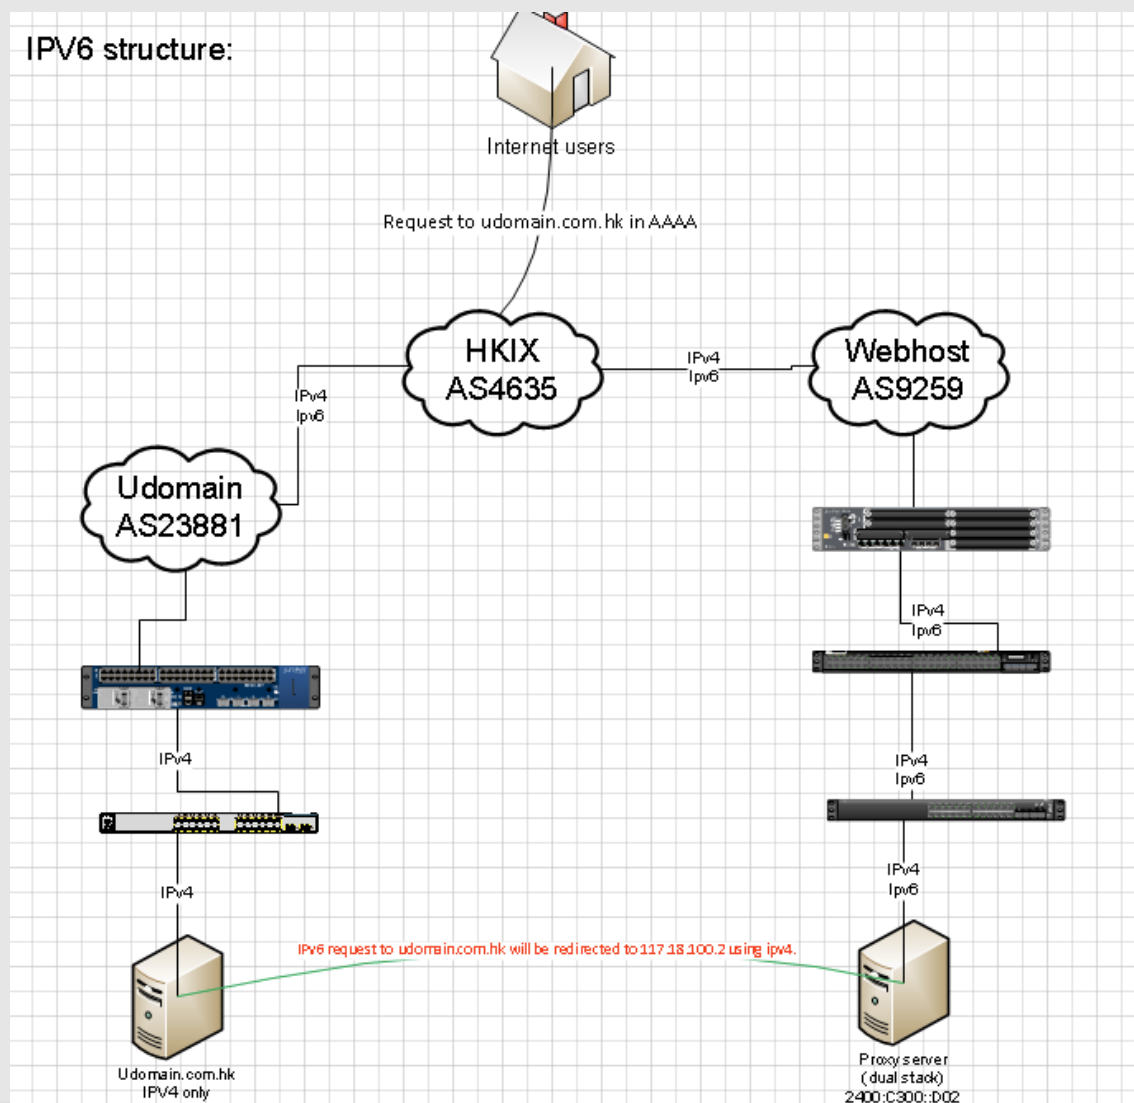 IPV6 structure:
Internet users
Request to udomain.com.hk in AAAA
HKIX
AS4635
IPv4
Ipv6
Webhost
AS9259
IPv4
Ipv6
Udomain
AS23881
IPv4
Ipv6
IPv4
IPv4
Ipv6
IPv4
IPv4
Ipv6
IPv6 request to udomain.com.hk will be redirected to 117.18.100.2 using ipv4.
Udomain.com.hk
IPV4 only
Proxy server
(dual stack)
2400:C300::D02